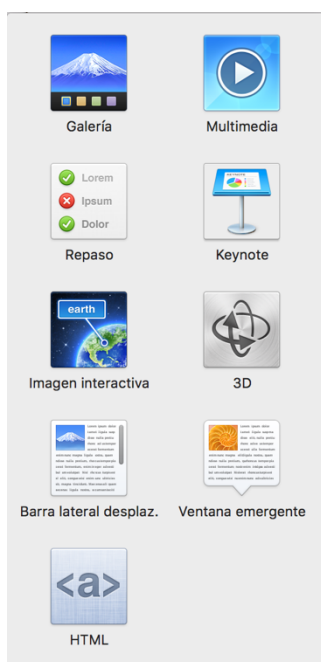 Galería
Multimedia
Lorem
Ipsum
Dolor
Repaso
Keynote
earth
Imagen interactiva
3D
Barra lateral desplaz.
Ventana emergente
<a>
HTML